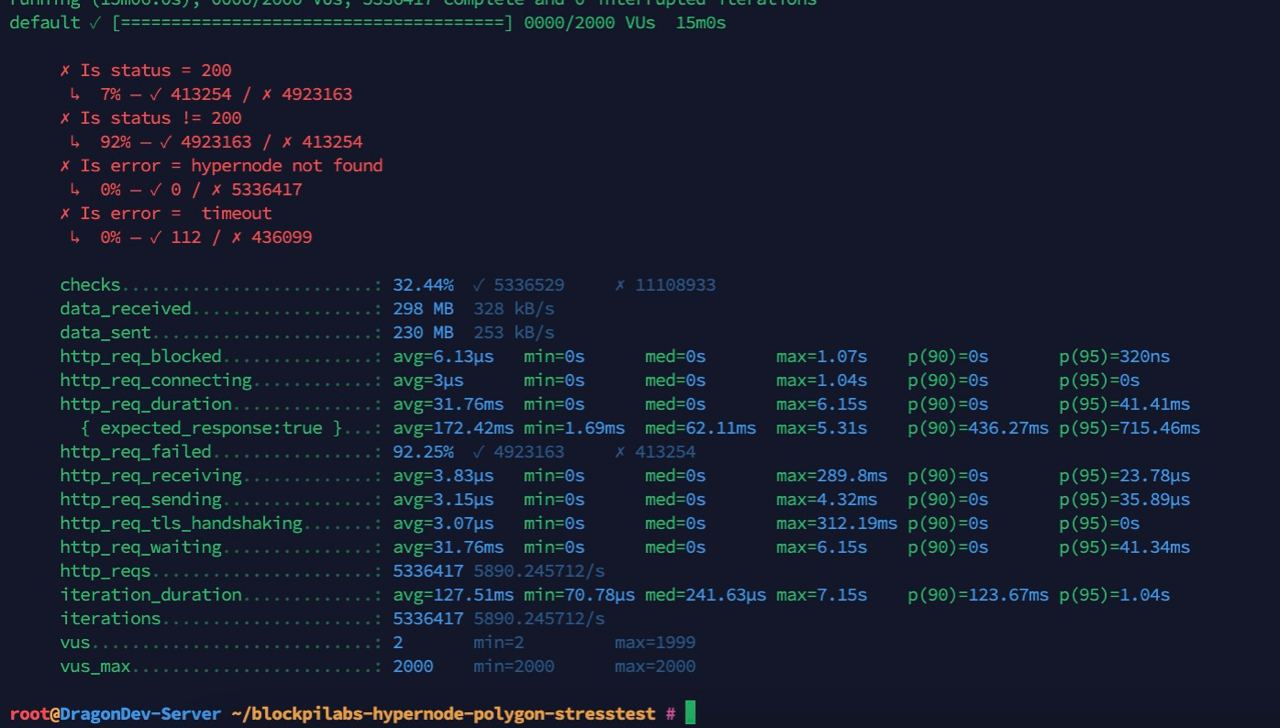 running (15m06.0s), 0000/2000 VUs, 5336417 complete and 0 interrupted iterations
default ✓ [======================================] 0000/2000 VUs  15m0s
✗ Is status = 200
↳  7% — ✓ 413254 / ✗ 4923163
✗ Is status != 200
↳  92% — ✓ 4923163 / ✗ 413254
✗ Is error = hypernode not found
↳  0% — ✓ 0 / ✗ 5336417
✗ Is error =  timeout
↳  0% — ✓ 112 / ✗ 436099
checks.........................: 32.44%  ✓ 5336529     ✗ 11108933
data_received..................: 298 MB  328 kB/s
data_sent......................: 230 MB  253 kB/s
http_req_blocked...............: avg=6.13µs   min=0s      med=0s       max=1.07s    p(90)=0s       p(95)=320ns
http_req_connecting............: avg=3µs      min=0s      med=0s       max=1.04s    p(90)=0s       p(95)=0s
http_req_duration..............: avg=31.76ms  min=0s      med=0s       max=6.15s    p(90)=0s       p(95)=41.41ms
{ expected_response:true }...: avg=172.42ms min=1.69ms  med=62.11ms  max=5.31s    p(90)=436.27ms p(95)=715.46ms
http_req_failed................: 92.25%  ✓ 4923163     ✗ 413254
http_req_receiving.............: avg=3.83µs   min=0s      med=0s       max=289.8ms  p(90)=0s       p(95)=23.78µs
http_req_sending...............: avg=3.15µs   min=0s      med=0s       max=4.32ms   p(90)=0s       p(95)=35.89µs
http_req_tls_handshaking.......: avg=3.07µs   min=0s      med=0s       max=312.19ms p(90)=0s       p(95)=0s
http_req_waiting...............: avg=31.76ms  min=0s      med=0s       max=6.15s    p(90)=0s       p(95)=41.34ms
http_reqs......................: 5336417 5890.245712/s
iteration_duration.............: avg=127.51ms min=70.78µs med=241.63µs max=7.15s    p(90)=123.67ms p(95)=1.04s
iterations.....................: 5336417 5890.245712/s
vus............................: 2       min=2         max=1999
vus_max........................: 2000    min=2000      max=2000
root@DragonDev-Server ~/blockpilabs-hypernode-polygon-stresstest #